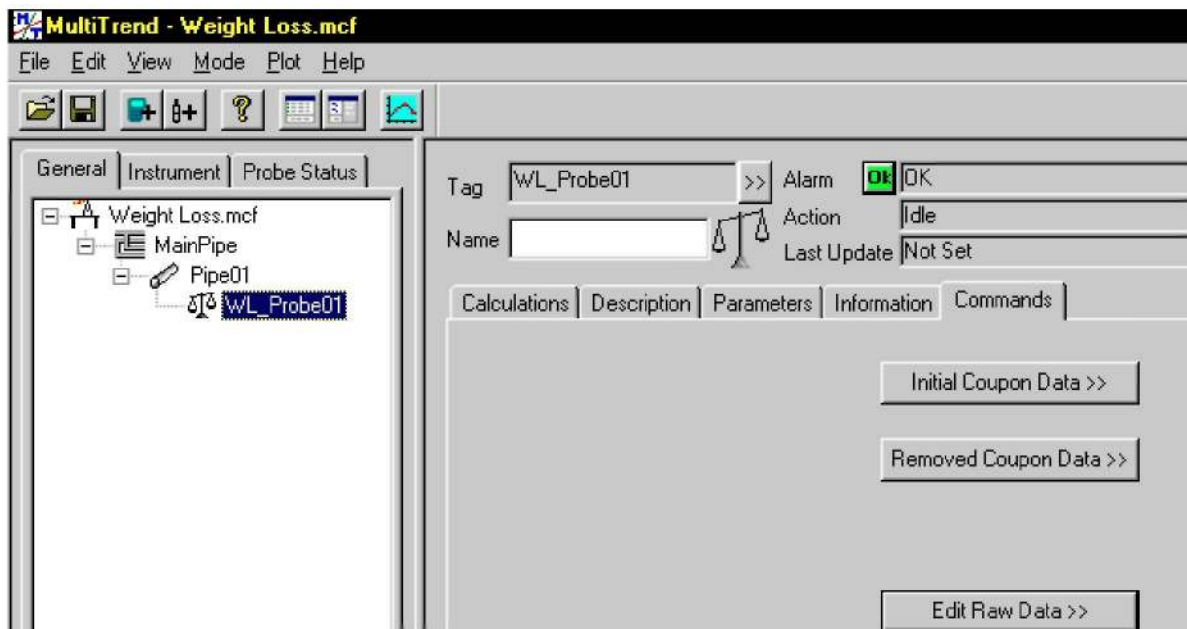 MultiTrend - Weight Loss.mcf
File Edit View Mode Plot Help
General Instrument Probe Status
Weight Loss.mcf
MainPipe
Pipe01
WL_Probe01
Tag WL_Probe01 >> Alarm Ok OK
Action Idle
Name
Last Update Not Set
Calculations Description Parameters Information Commands
Initial Coupon Data >>
Removed Coupon Data >>
Edit Raw Data >>